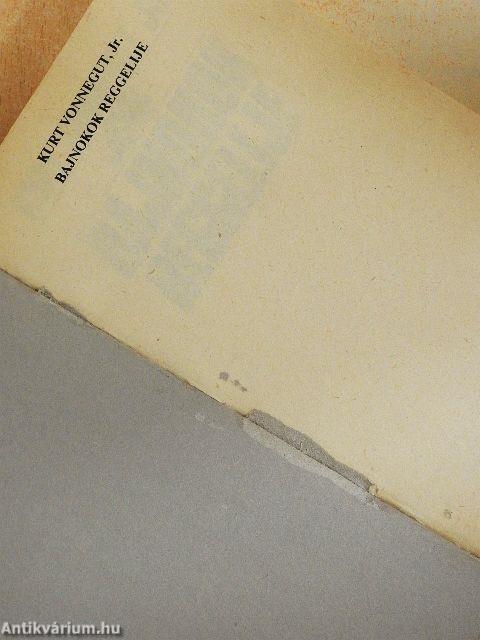 KURT VONNEGUT, Jr.
BAJNOKOK REGGELIJE
Antikvárium.hu